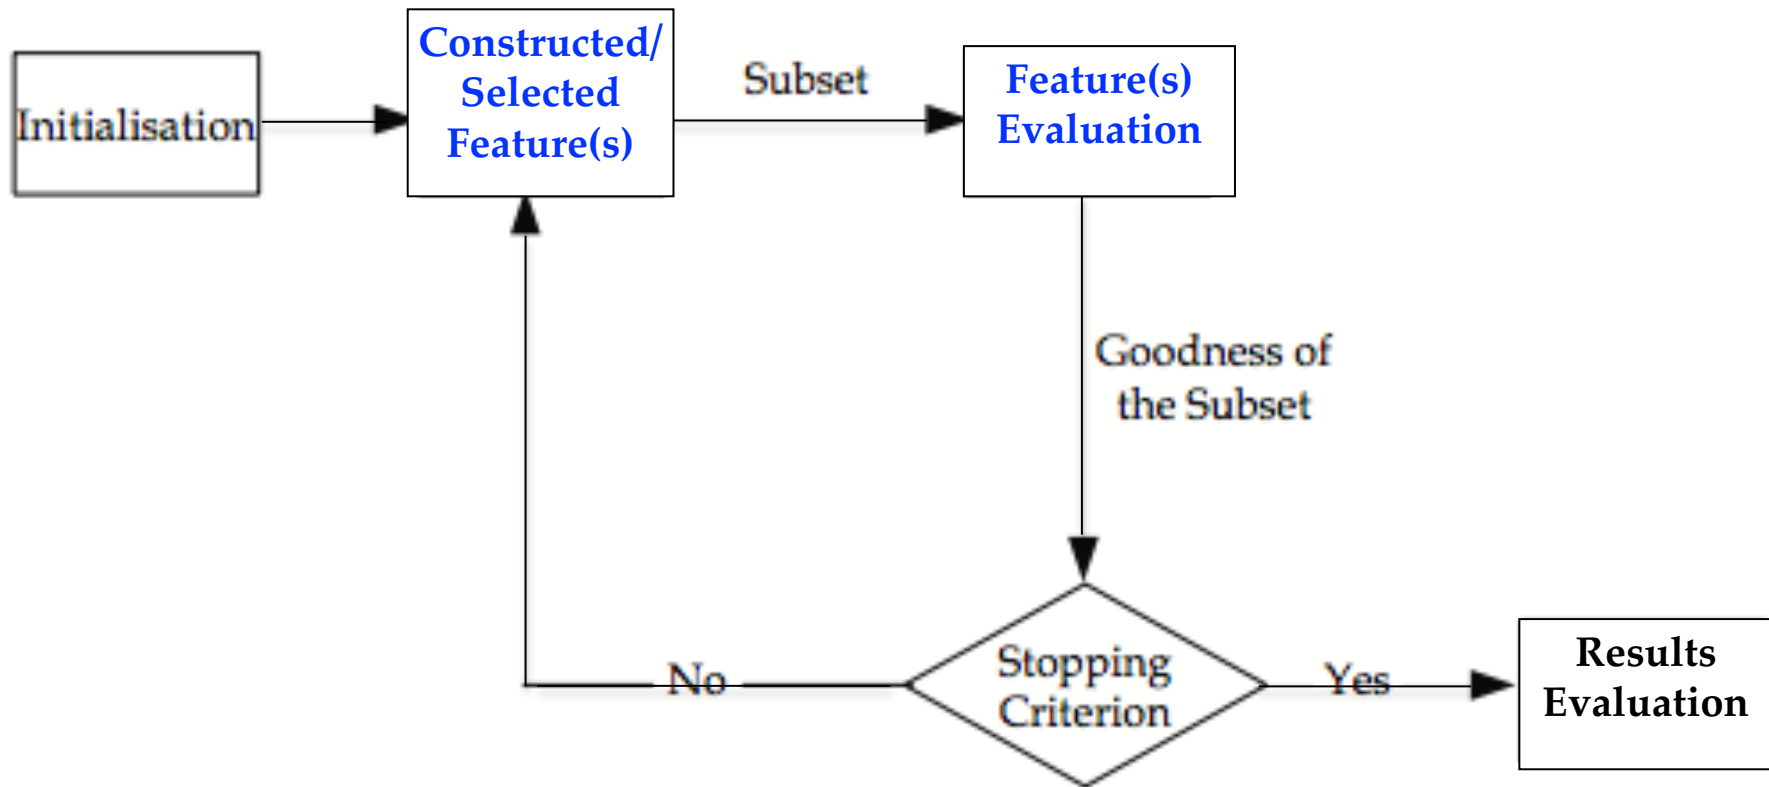 Initialisation
Constructed/
Selected
Feature(s)
Subset
Feature(s)
Evaluation
Goodness of
the Subset
Stopping
Criterion
No
Yes
Results
Evaluation